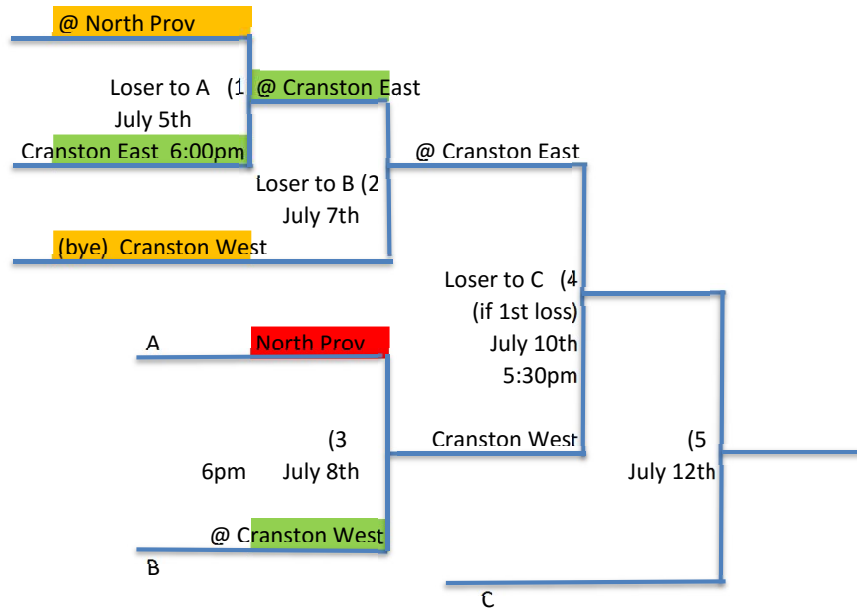 @ North Prov
Loser to A (1 @ Cranston East
July 5th
Cranston East 6:00pm @ Cranston East
Loser to B (2
July 7th
(bye) Cranston West
Loser to C (4
(if 1st loss)
A North Prov July 10th
5:30pm
(3 Cranston West (5
6pm July 8th July 12th
@ Cranston West
B
C